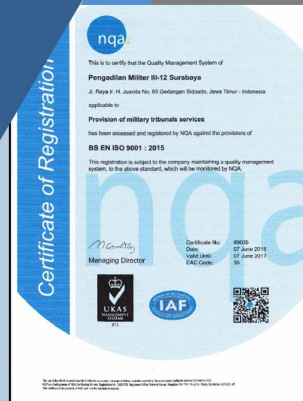 Certificate of Registration
nqa.
This is to certify that the Quality Management System of
Pengadilan Militer III-12 Surabaya
Jl. Raya Ir. H. Juanda No. 85 Gedangan Sidoarjo, Jawa Timur - Indonesia
applicable to
Provision of military tribunals services
has been assessed and registered by NQA against the provisions of
BS EN ISO 9001 : 2015
This registration is subject to the company maintaining a quality management
system, to the above standard, which will be monitored by NQA.
nqa
Managing Director
Certificate No: 49605
Date: 07 June 2016
Valid Until: 07 June 2017
EAC Code: 36
UKAS
MANAGEMENT
SYSTEMS
IAF